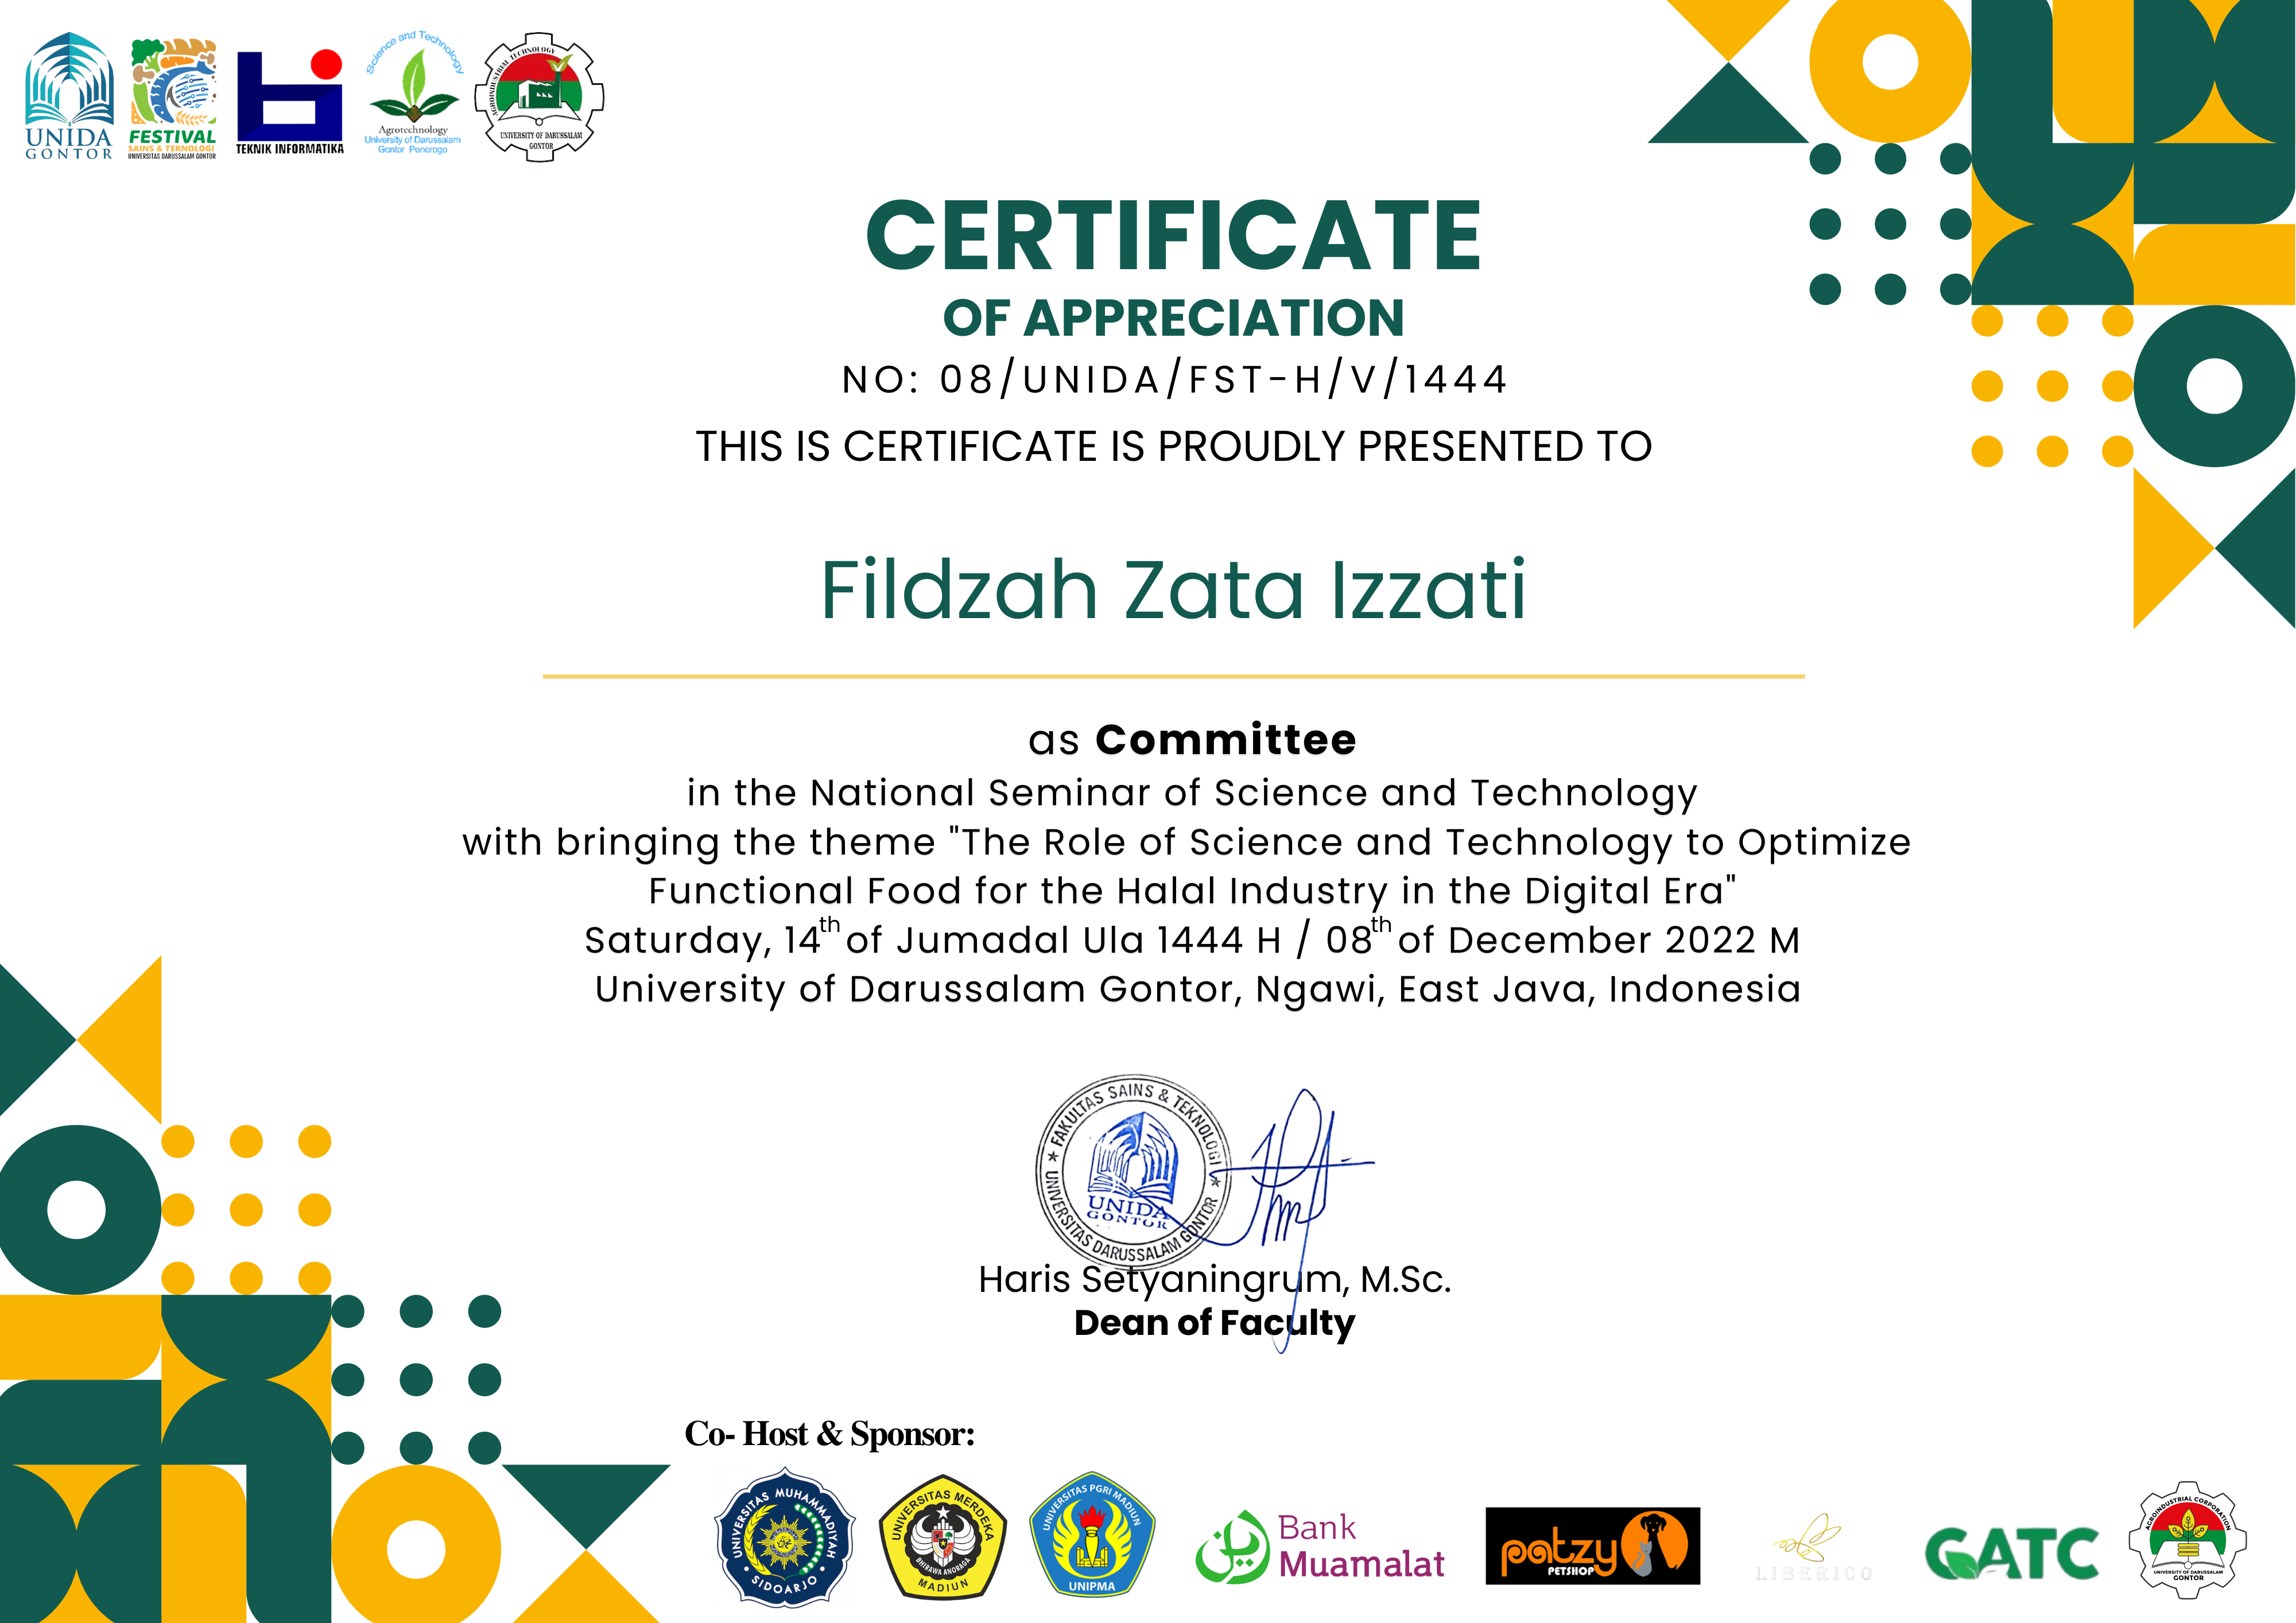 UNIDA
GONTOR
FESTIVAL
SAINS & TEKNOLOGI
UNIVERSITAS DARUSSALAM GONTOR
TEKNIK INFORMATIKA
Science and Technology
Agrotechnology
University of Darussalam
Gontor Ponorogo
AGROINDUSTRIAL TECHNOLOGY
UNIVERSITY OF DARUSSALAM
GONTOR
CERTIFICATE
OF APPRECIATION
NO: 08/UNIDA/FST-H/V/1444
THIS IS CERTIFICATE IS PROUDLY PRESENTED TO
Fildzah Zata Izzati
as Committee
in the National Seminar of Science and Technology
with bringing the theme "The Role of Science and Technology to Optimize
Functional Food for the Halal Industry in the Digital Era"
Saturday, 14th of Jumadal Ula 1444 H / 08th of December 2022 M
University of Darussalam Gontor, Ngawi, East Java, Indonesia
FAKULTAS SAINS & TEKNOLOGI
UNIVERSITAS DARUSSALAM GONTOR
UNIDA
GONTOR
Haris Setyaningrum, M.Sc.
Dean of Faculty
Co- Host & Sponsor:
UNIVERSITAS MUHAMMADIYAH
SIDOARJO
UNIVERSITAS MERDEKA
BHIRAWA ANORAGA
MADIUN
UNIVERSITAS PGRI MADIUN
UNIPMA
Bank
Muamalat
patzy
PETSHOP
LIBERICO
GATC
AGROINDUSTRIAL CORPORATION
UNIVERSITY OF DARUSSALAM
GONTOR